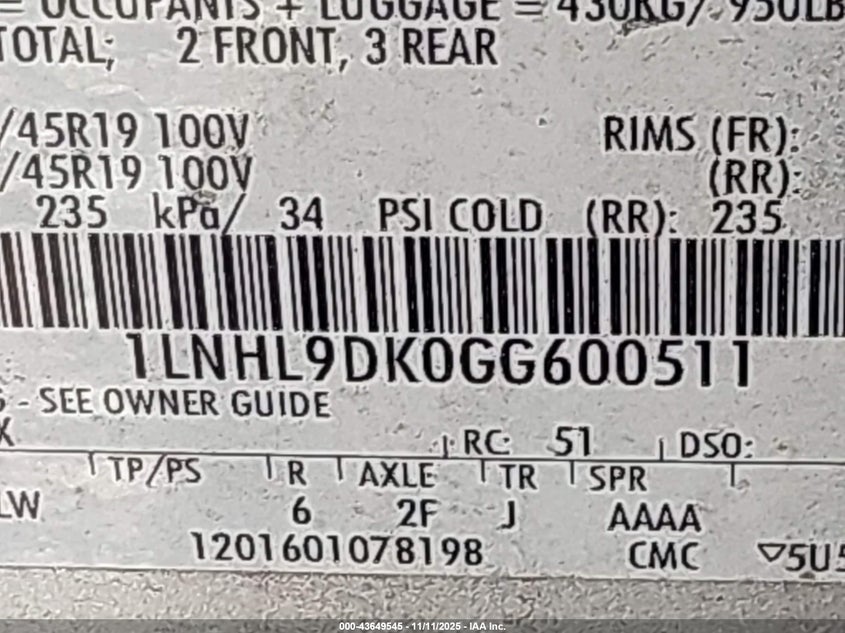 = OCCUPANTS + LUGGAGE = 430KG/ 950LB
TOTAL; 2 FRONT, 3 REAR
/45R19 100V RIMS (FR):
/45R19 100V (RR):
235 kPa/ 34 PSI COLD (RR): 235
1LNHL9DK0GG600511
- SEE OWNER GUIDE
RC: 51 DSO:
TP/PS R AXLE TR SPR
LW 6 2F J AAAA
1201601078198 CMC ▽5U5
000-43649545 - 11/11/2025 - IAA Inc.